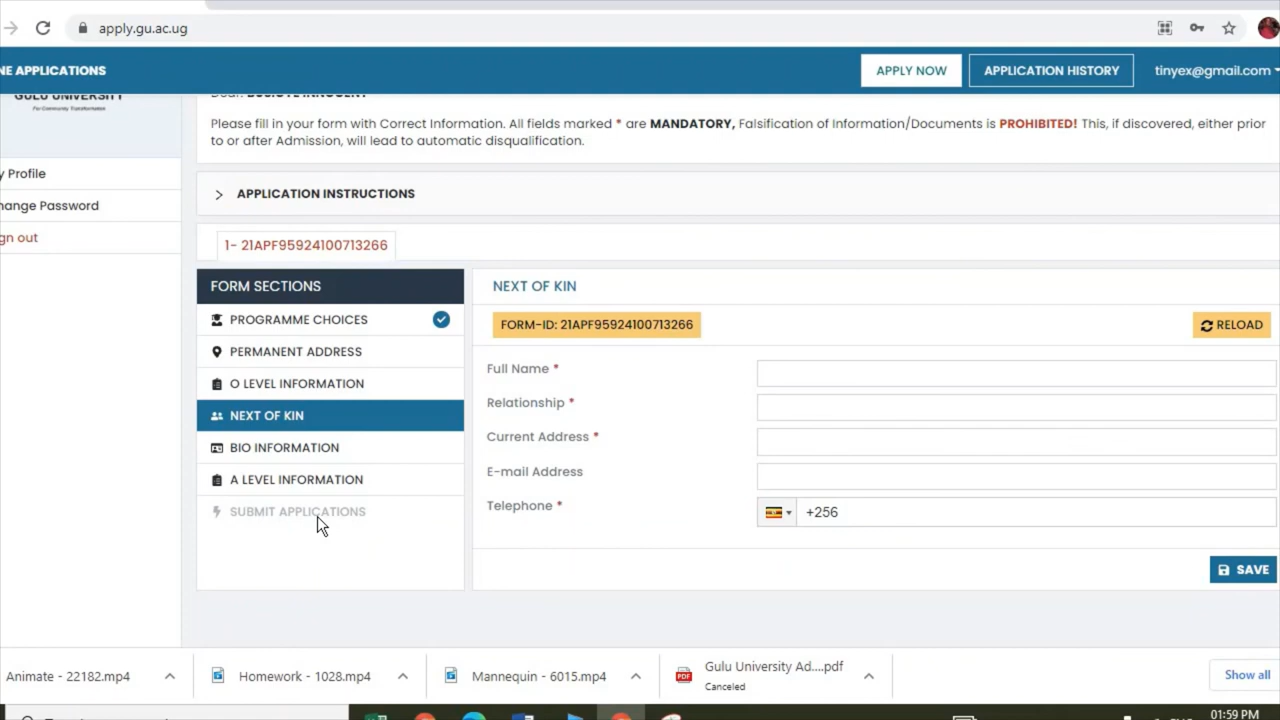 apply.gu.ac.ug
NE APPLICATIONS
APPLY NOW
APPLICATION HISTORY
tinyex@gmail.com
GULU UNIVERSITY
For Community Transformation
Please fill in your form with Correct Information. All fields marked * are MANDATORY, Falsification of Information/Documents is PROHIBITED! This, if discovered, either prior
to or after Admission, will lead to automatic disqualification.
y Profile
hange Password
gn out
APPLICATION INSTRUCTIONS
1- 21APF95924100713266
FORM SECTIONS
PROGRAMME CHOICES
PERMANENT ADDRESS
O LEVEL INFORMATION
NEXT OF KIN
BIO INFORMATION
A LEVEL INFORMATION
SUBMIT APPLICATIONS
NEXT OF KIN
FORM-ID: 21APF95924100713266
RELOAD
Full Name *
Relationship *
Current Address *
E-mail Address
Telephone *
+256
SAVE
Animate - 22182.mp4
Homework - 1028.mp4
Mannequin - 6015.mp4
Gulu University Ad....pdf
Canceled
Show all
01:59 PM